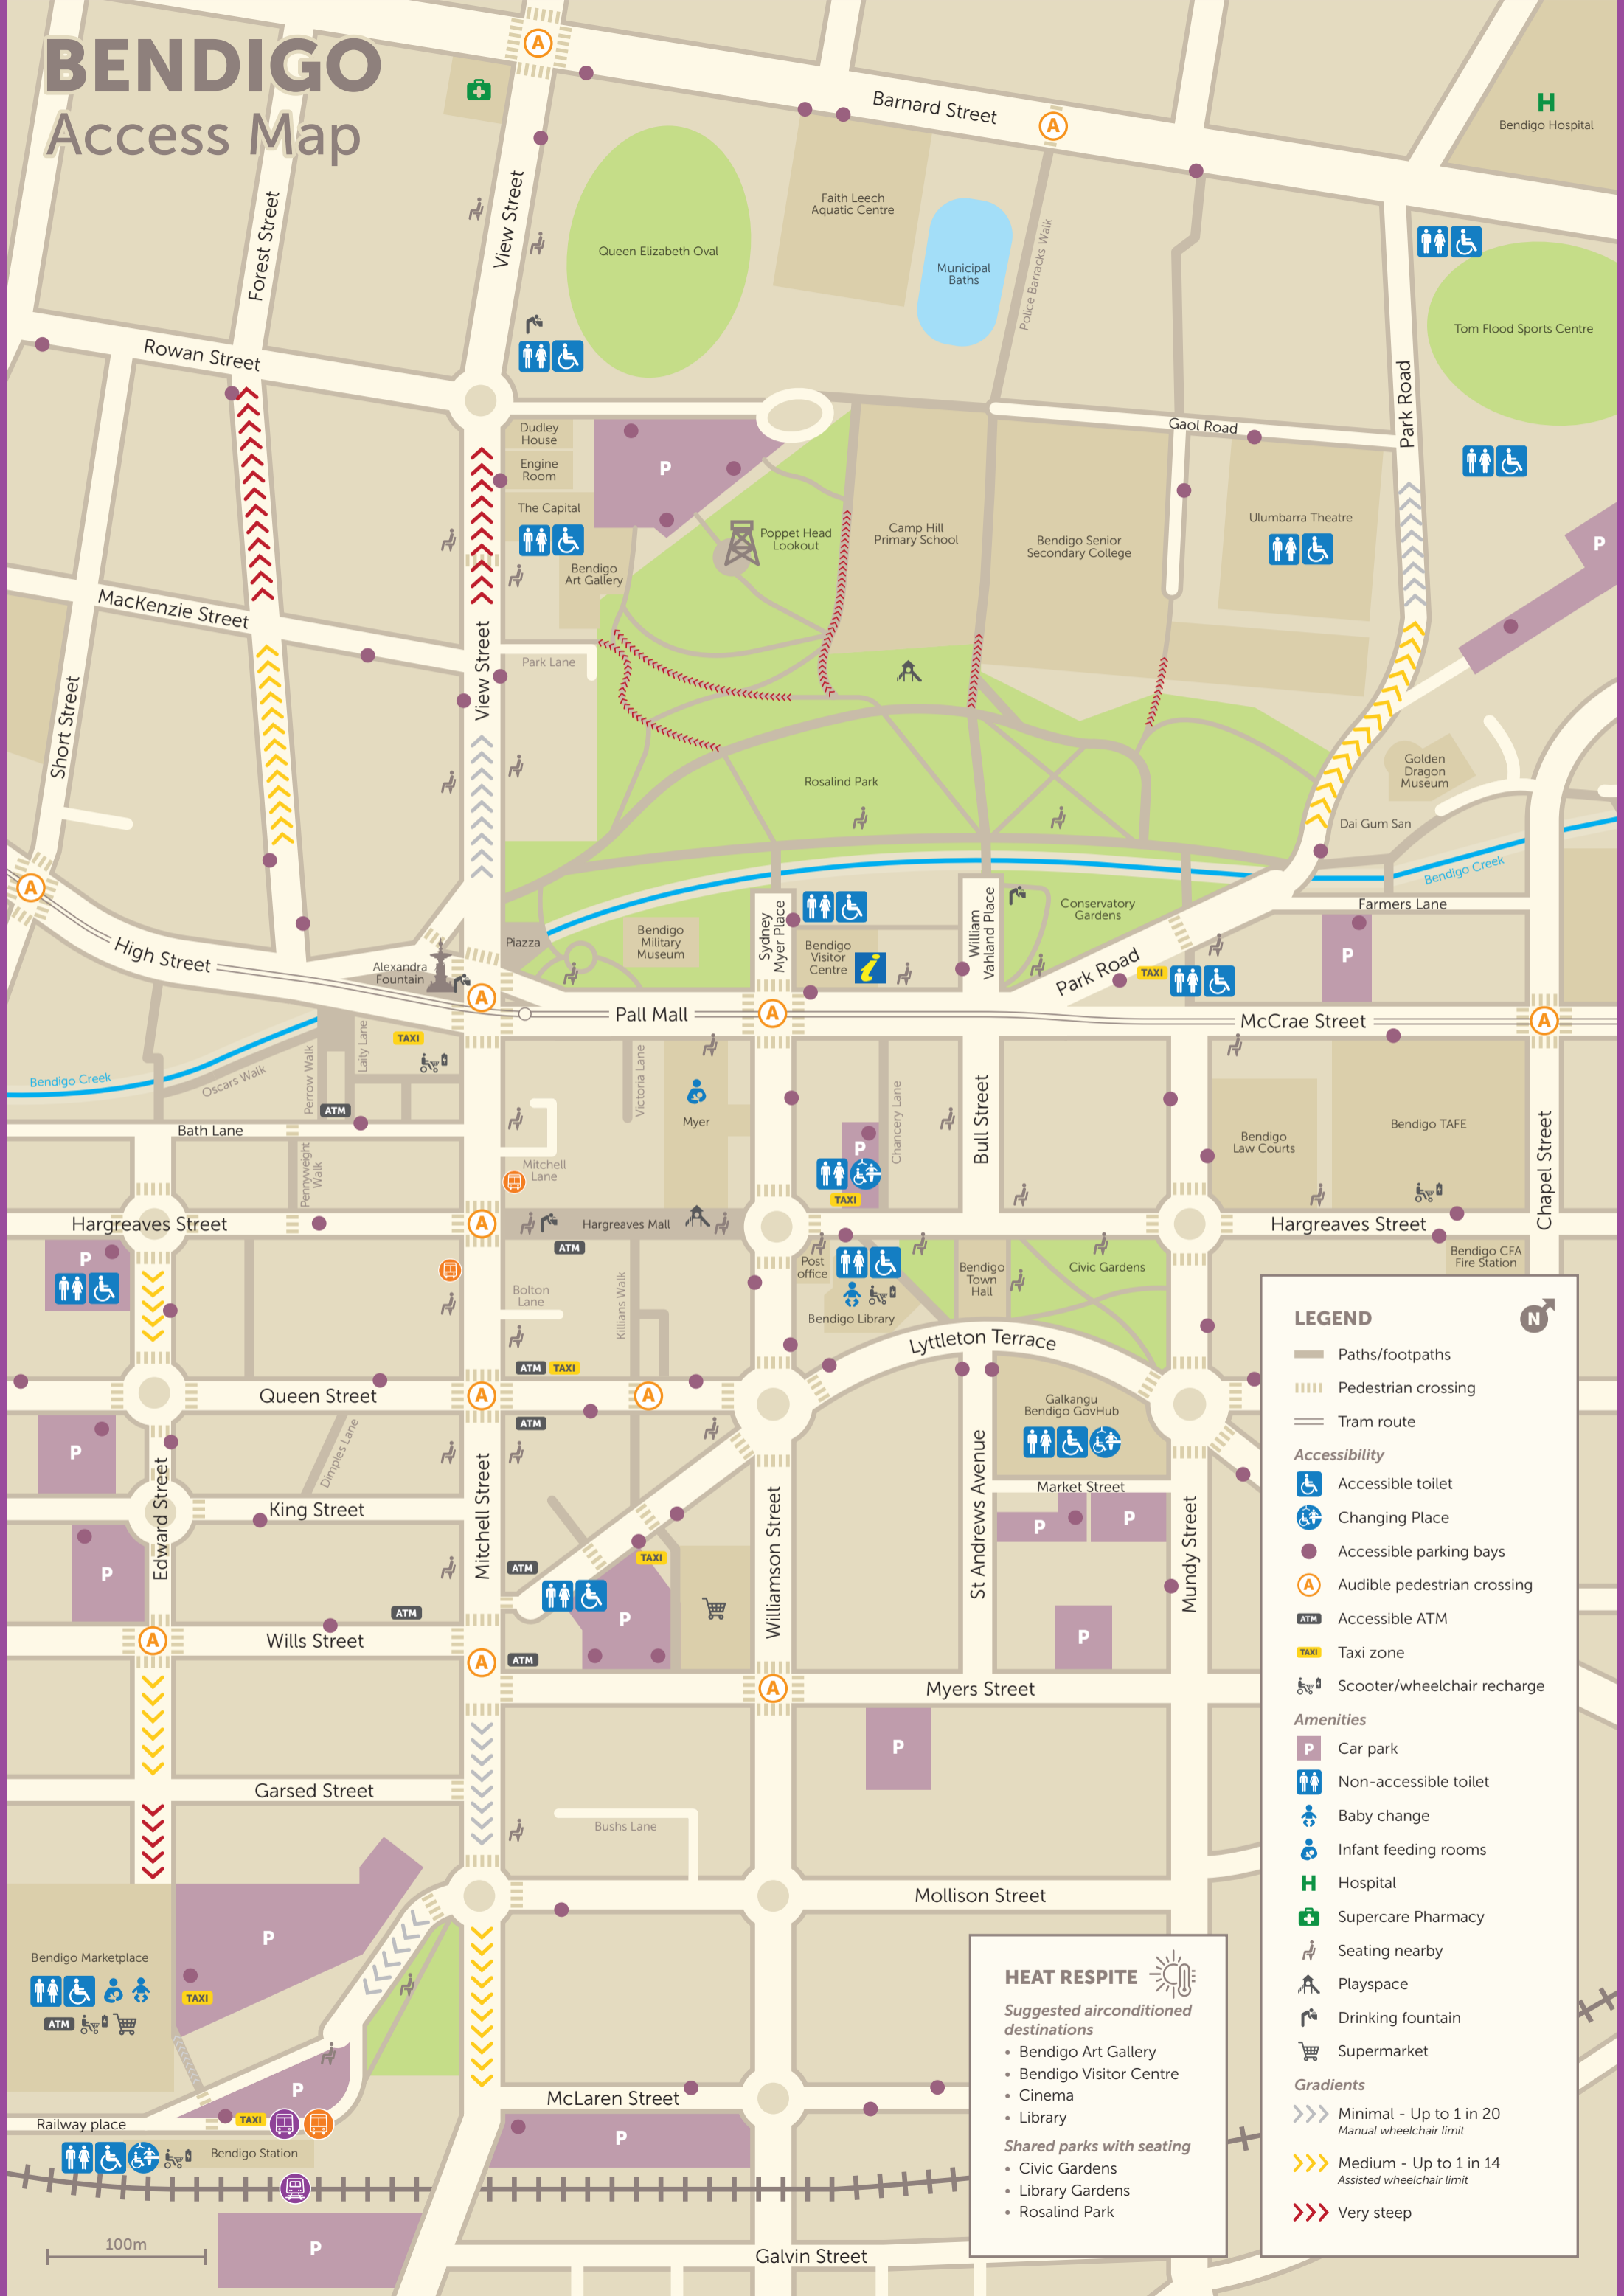 BENDIGO
Access Map
A
Barnard Street
A
H
Bendigo Hospital
View Street
Forest Street
Faith Leech
Aquatic Centre
Queen Elizabeth Oval
Municipal
Baths
Police Barracks Walk
Tom Flood Sports Centre
Rowan Street
Park Road
Gaol Road
Dudley
House
Engine
Room
P
The Capital
Poppet Head
Lookout
Camp Hill
Primary School
Bendigo Senior
Secondary College
Ulumbarra Theatre
P
Bendigo
Art Gallery
MacKenzie Street
View Street
Park Lane
Short Street
Rosalind Park
Golden
Dragon
Museum
Dai Gum San
Bendigo Creek
A
Farmers Lane
Conservatory
Gardens
Sydney
Myer Place
William
Vahland Place
Piazza
Bendigo
Military
Museum
Bendigo
Visitor
Centre
i
High Street
Alexandra
Fountain
Park Road
TAXI
P
A
Pall Mall
A
McCrae Street
A
TAXI
Laity Lane
Perrow Walk
Victoria Lane
Oscars Walk
Bendigo Creek
ATM
Myer
Chancery Lane
Bull Street
Bath Lane
Bendigo
Law Courts
Bendigo TAFE
Chapel Street
Pennyweight
Walk
Mitchell
Lane
P
TAXI
Hargreaves Street
A
Hargreaves Mall
Hargreaves Street
ATM
P
Post
office
Bendigo
Town
Hall
Civic Gardens
Bendigo CFA
Fire Station
Bolton
Lane
Killians Walk
Bendigo Library
Lyttleton Terrace
ATM
TAXI
Queen Street
A
A
ATM
Galkangu
Bendigo GovHub
P
Dimples Lane
Edward Street
Mitchell Street
Williamson Street
St Andrews Avenue
Market Street
Mundy Street
King Street
P
P
P
ATM
TAXI
P
ATM
P
A
Wills Street
A
ATM
A
Myers Street
P
Garsed Street
Bushs Lane
Mollison Street
P
Bendigo Marketplace
TAXI
ATM
P
McLaren Street
Railway place
TAXI
Bendigo Station
P
100m
P
Galvin Street
HEAT RESPITE
Suggested airconditioned
destinations
• Bendigo Art Gallery
• Bendigo Visitor Centre
• Cinema
• Library
Shared parks with seating
• Civic Gardens
• Library Gardens
• Rosalind Park
LEGEND
N
Paths/footpaths
Pedestrian crossing
Tram route
Accessibility
Accessible toilet
Changing Place
Accessible parking bays
A Audible pedestrian crossing
ATM Accessible ATM
TAXI Taxi zone
Scooter/wheelchair recharge
Amenities
P Car park
Non-accessible toilet
Baby change
Infant feeding rooms
H Hospital
Supercare Pharmacy
Seating nearby
Playspace
Drinking fountain
Supermarket
Gradients
Minimal - Up to 1 in 20
Manual wheelchair limit
Medium - Up to 1 in 14
Assisted wheelchair limit
Very steep